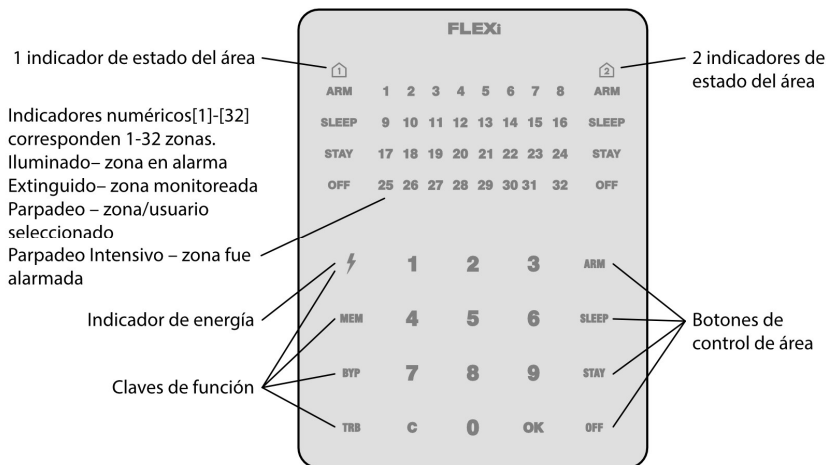 FLEXi
1 indicador de estado del área
2 indicadores de
estado del área
1 2
ARM 1 2 3 4 5 6 7 8 ARM
SLEEP 9 10 11 12 13 14 15 16 SLEEP
STAY 17 18 19 20 21 22 23 24 STAY
OFF 25 26 27 28 29 30 31 32 OFF
Indicadores numéricos[1]-[32]
corresponden 1-32 zonas.
Iluminado– zona en alarma
Extinguido– zona monitoreada
Parpadeo – zona/usuario
seleccionado
Parpadeo Intensivo – zona fue
alarmada
Indicador de energía
Claves de función
1 2 3 ARM
MEM 4 5 6 SLEEP
BYP 7 8 9 STAY
TRB C 0 OK OFF
Botones de
control de área